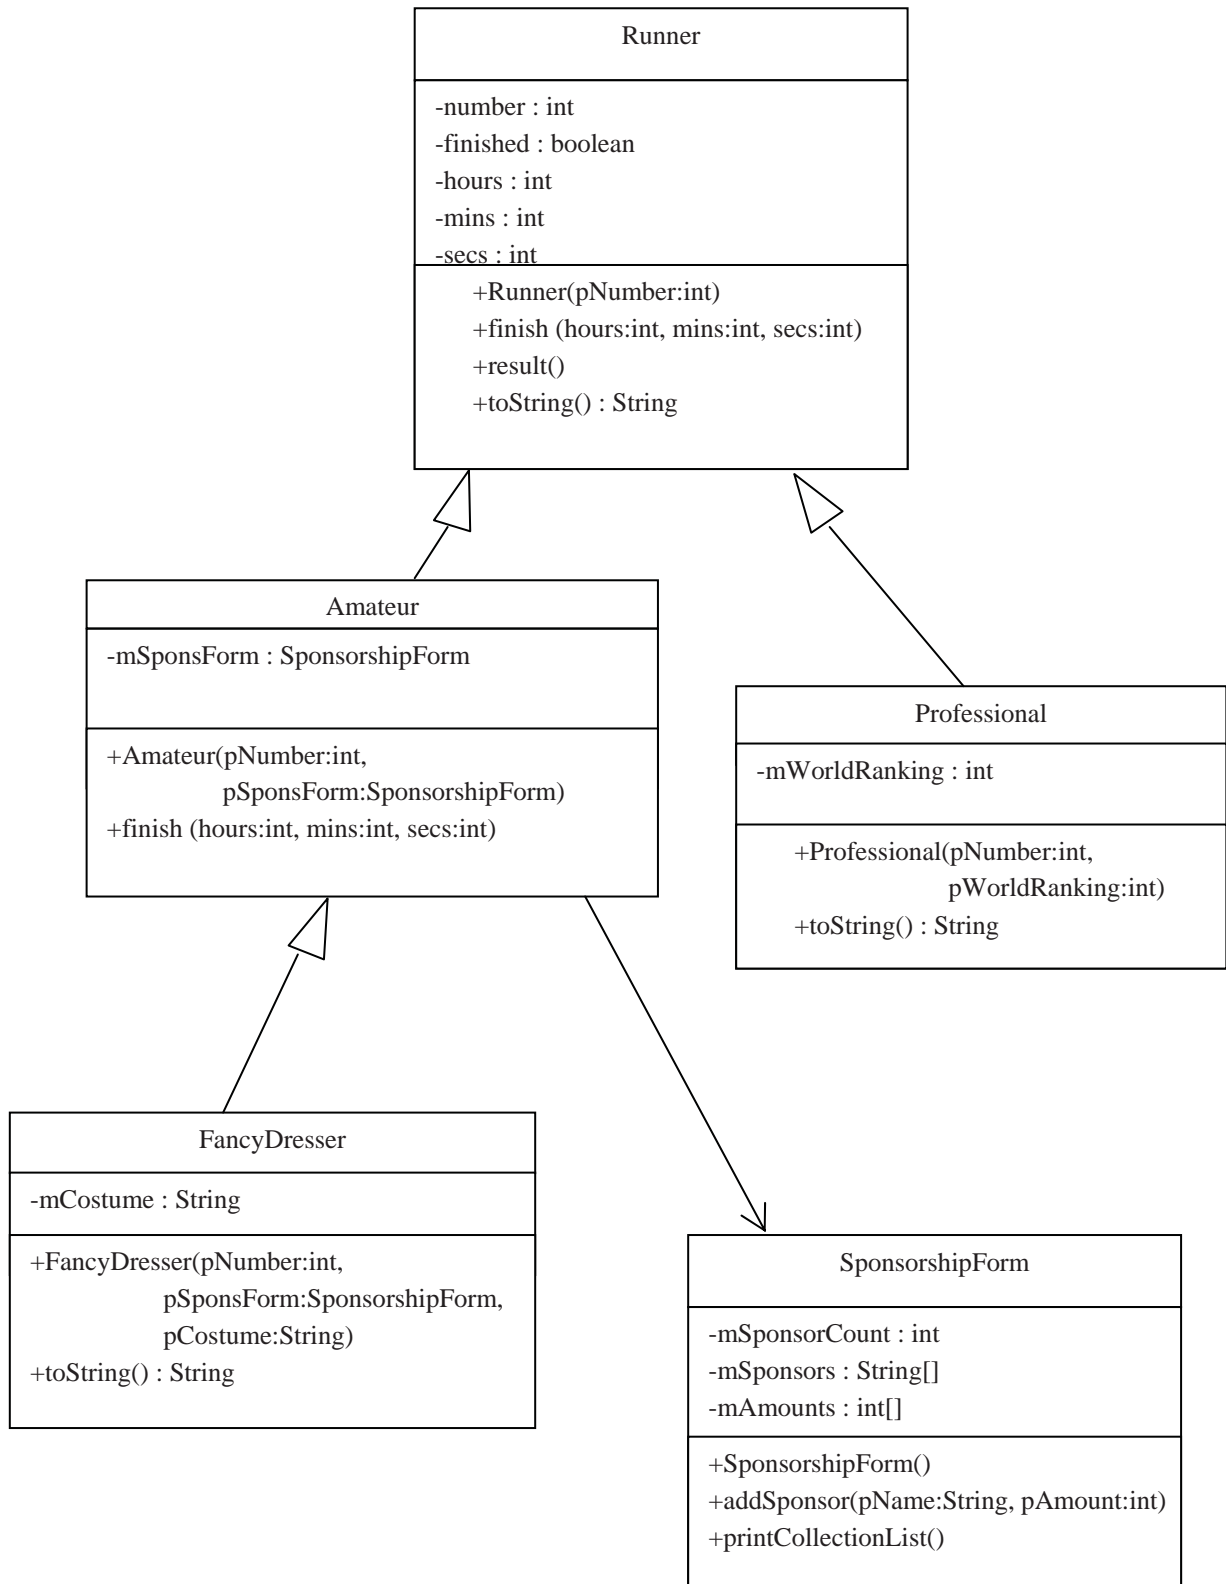 Runner
-number : int
-finished : boolean
-hours : int
-mins : int
-secs : int
+Runner(pNumber:int)
+finish (hours:int, mins:int, secs:int)
+result()
+toString() : String
Amateur
-mSponsForm : SponsorshipForm
+Amateur(pNumber:int,
pSponsForm:SponsorshipForm)
+finish (hours:int, mins:int, secs:int)
Professional
-mWorldRanking : int
+Professional(pNumber:int,
pWorldRanking:int)
+toString() : String
FancyDresser
-mCostume : String
+FancyDresser(pNumber:int,
pSponsForm:SponsorshipForm,
pCostume:String)
+toString() : String
SponsorshipForm
-mSponsorCount : int
-mSponsors : String[]
-mAmounts : int[]
+SponsorshipForm()
+addSponsor(pName:String, pAmount:int)
+printCollectionList()